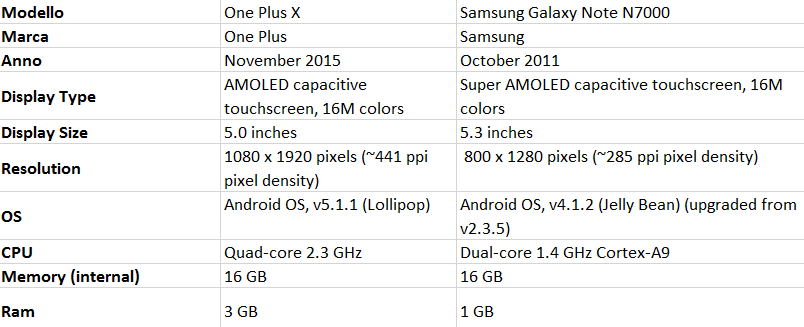 Modello One Plus X Samsung Galaxy Note N7000
Marca One Plus Samsung
Anno November 2015 October 2011
Display Type AMOLED capacitive touchscreen, 16M colors Super AMOLED capacitive touchscreen, 16M colors
Display Size 5.0 inches 5.3 inches
Resolution 1080 x 1920 pixels (~441 ppi pixel density) 800 x 1280 pixels (~285 ppi pixel density)
OS Android OS, v5.1.1 (Lollipop) Android OS, v4.1.2 (Jelly Bean) (upgraded from v2.3.5)
CPU Quad-core 2.3 GHz Dual-core 1.4 GHz Cortex-A9
Memory (internal) 16 GB 16 GB
Ram 3 GB 1 GB